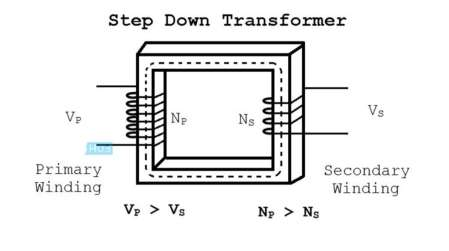 Step Down Transformer
Vₚ
Nₚ
Nₛ
Vₛ
Primary
Winding
Secondary
Winding
Vₚ > Vₛ
Nₚ > Nₛ